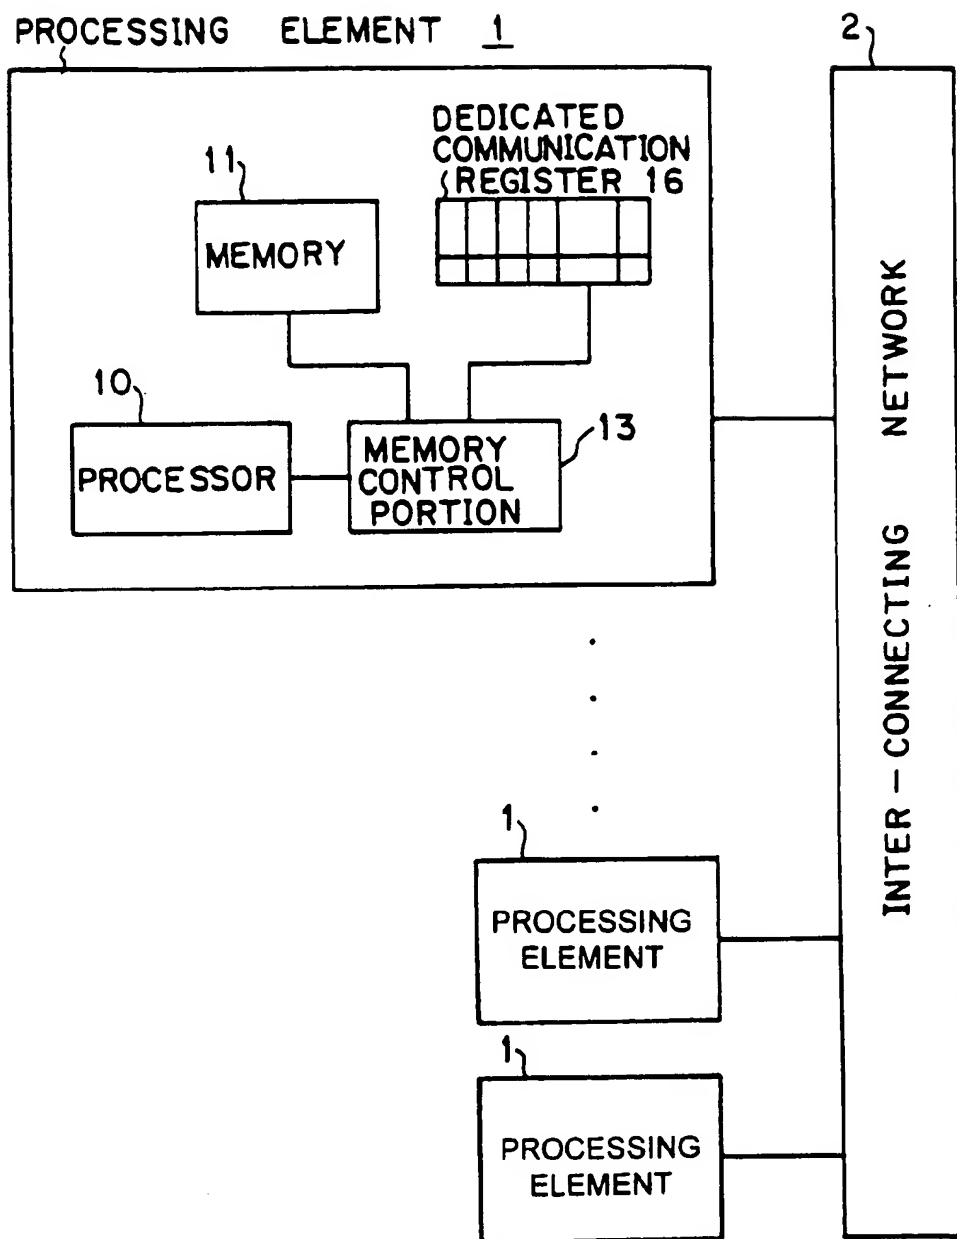 PROCESSING ELEMENT 1
2
DEDICATED
COMMUNICATION
REGISTER 16
11
MEMORY
10
PROCESSOR
MEMORY
CONTROL
PORTION
13
INTER-CONNECTING NETWORK
1
PROCESSING
ELEMENT
1
PROCESSING
ELEMENT